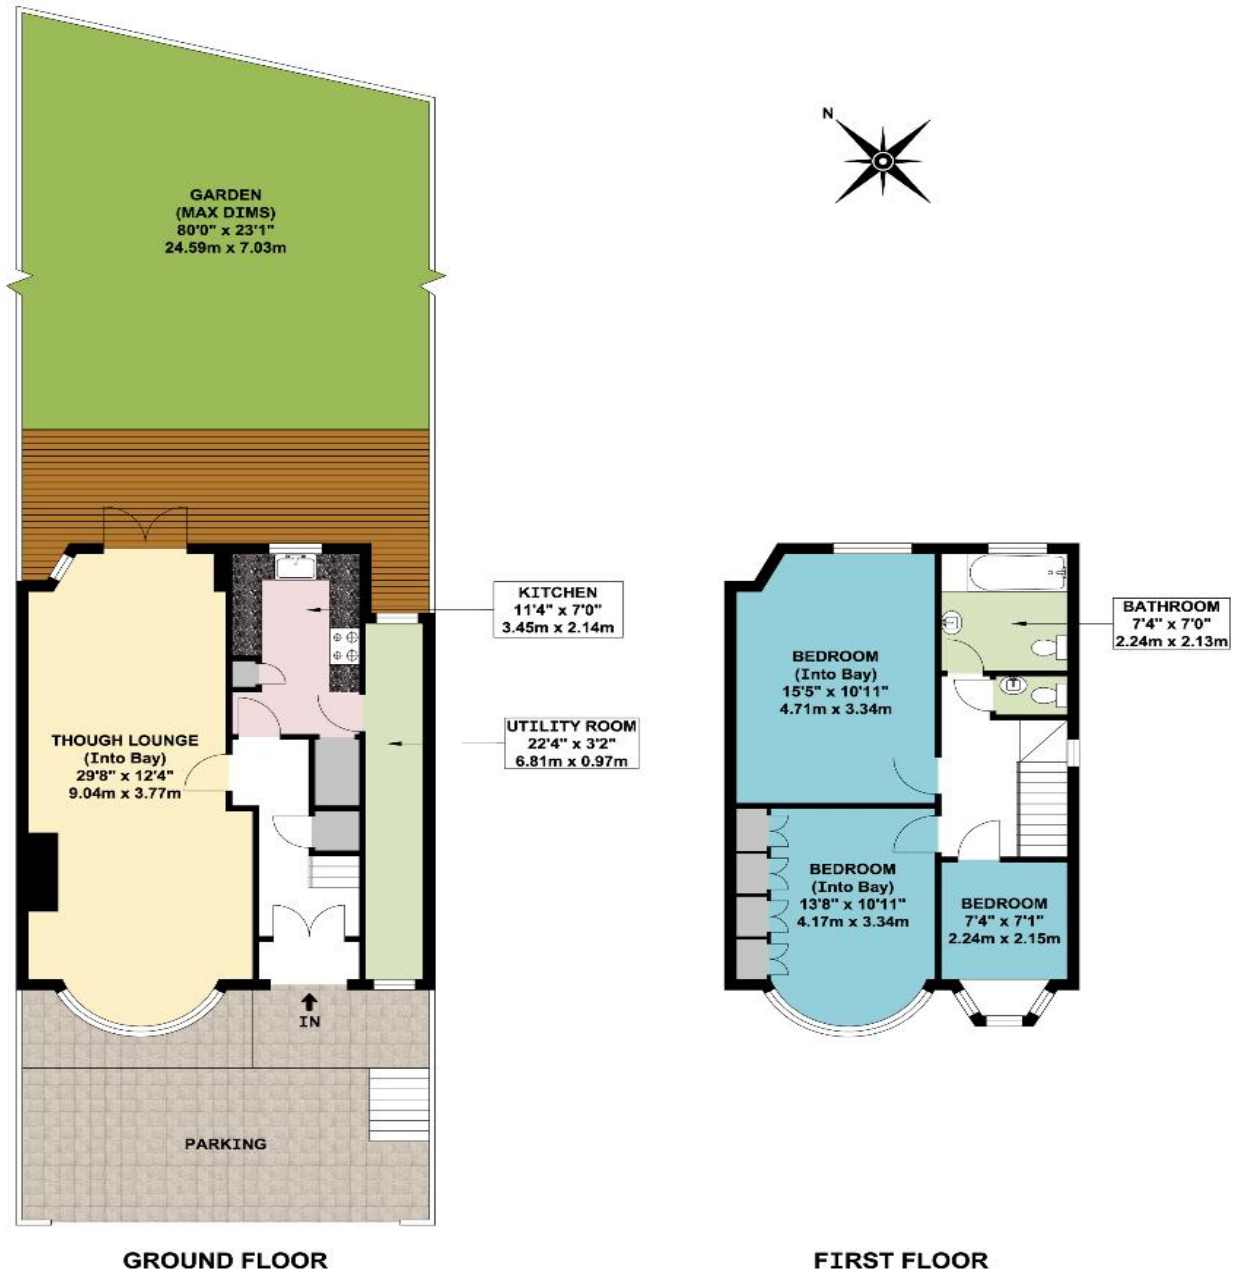 N
GARDEN
(MAX DIMS)
80'0" x 23'1"
24.59m x 7.03m
KITCHEN
11'4" x 7'0"
3.45m x 2.14m
UTILITY ROOM
22'4" x 3'2"
6.81m x 0.97m
THOUGH LOUNGE
(Into Bay)
29'8" x 12'4"
9.04m x 3.77m
IN
PARKING
GROUND FLOOR
BATHROOM
7'4" x 7'0"
2.24m x 2.13m
BEDROOM
(Into Bay)
15'5" x 10'11"
4.71m x 3.34m
BEDROOM
(Into Bay)
13'8" x 10'11"
4.17m x 3.34m
BEDROOM
7'4" x 7'1"
2.24m x 2.15m
FIRST FLOOR